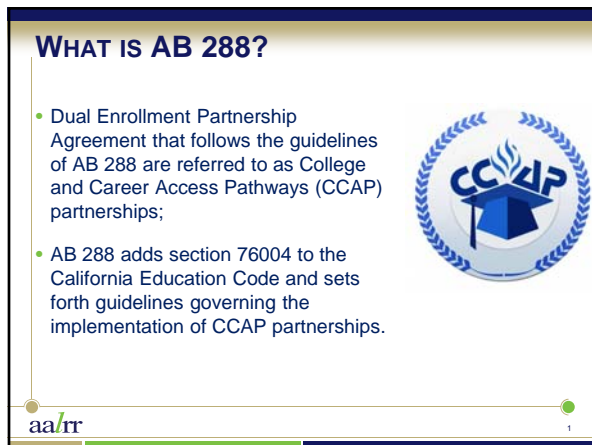 WHAT IS AB 288?
• Dual Enrollment Partnership
Agreement that follows the guidelines
of AB 288 are referred to as College
and Career Access Pathways (CCAP)
partnerships;
CCAP
• AB 288 adds section 76004 to the
California Education Code and sets
forth guidelines governing the
implementation of CCAP partnerships.
aalrr
1